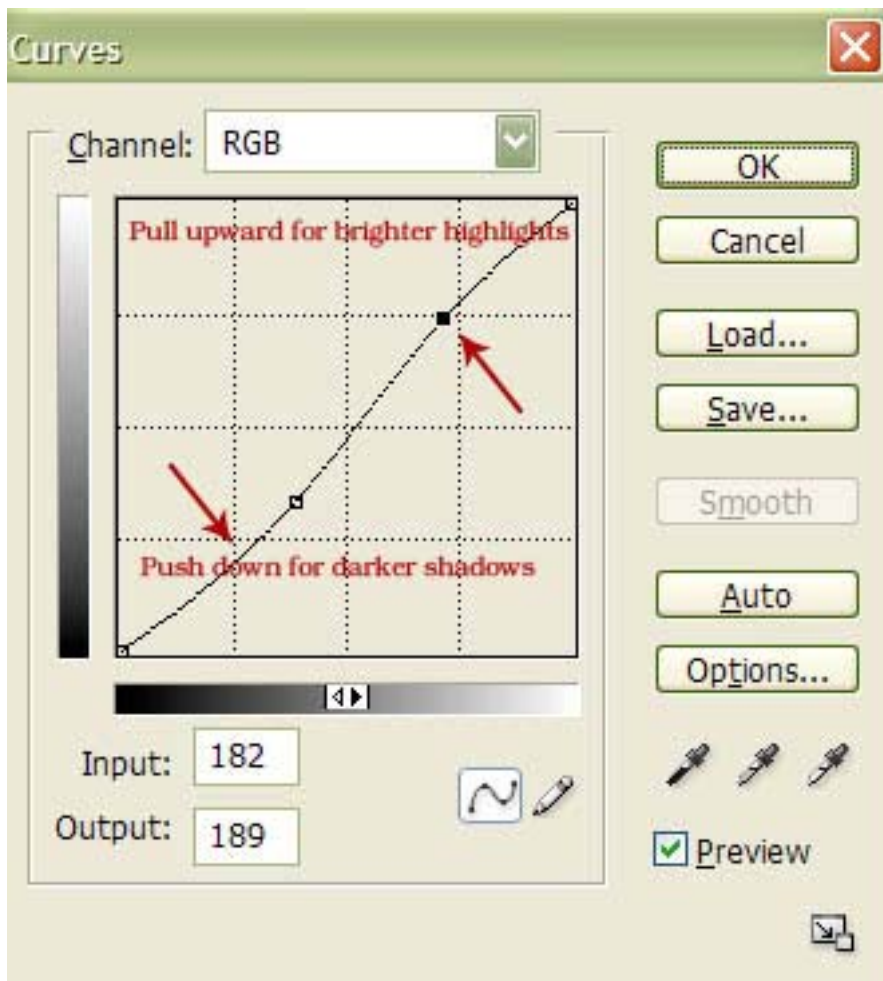 Curves
Channel: RGB
Pull upward for brighter highlights
Push down for darker shadows
Input: 182
Output: 189
OK
Cancel
Load...
Save...
Smooth
Auto
Options...
Preview